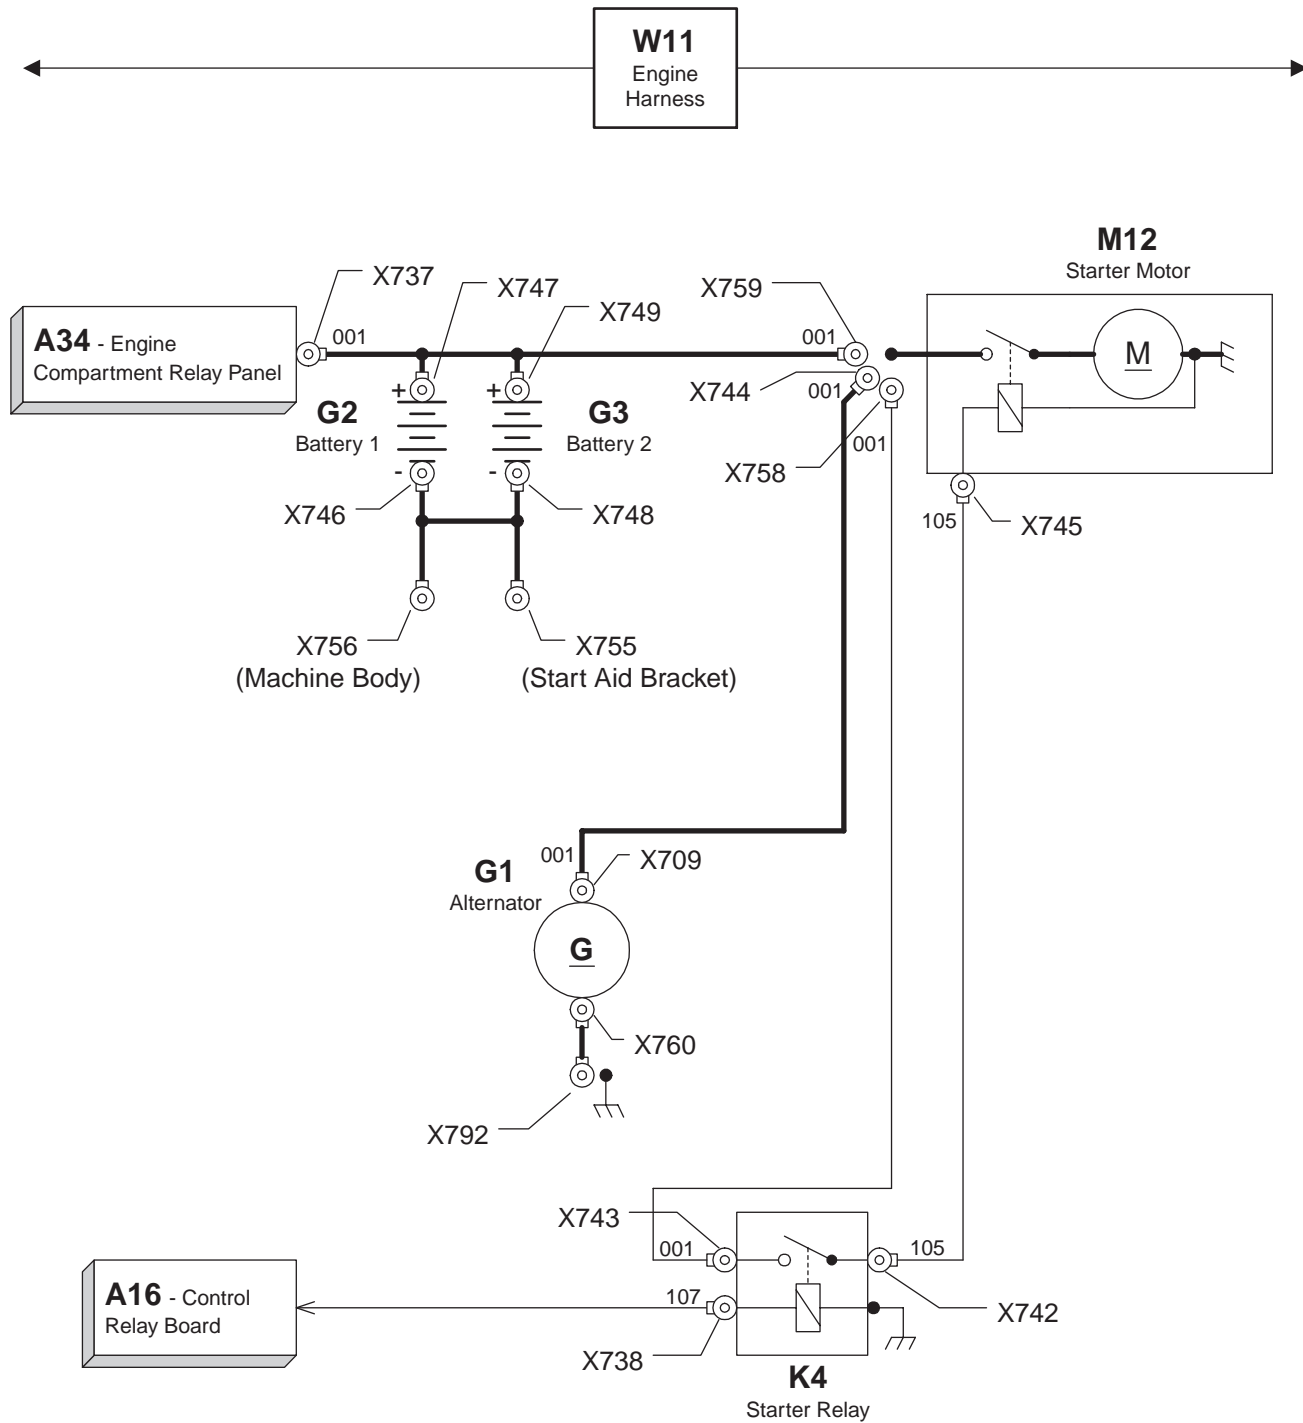 W11
Engine
Harness
M12
Starter Motor
X737
X747
X749
X759
A34 - Engine
Compartment Relay Panel
001
001
X744
001
M
+
+
G2
Battery 1
G3
Battery 2
001
X758
-
-
X746
X748
105
X745
X756
(Machine Body)
X755
(Start Aid Bracket)
G1
Alternator
001
X709
G
X760
X792
X743
001
105
A16 - Control
Relay Board
107
X742
X738
K4
Starter Relay